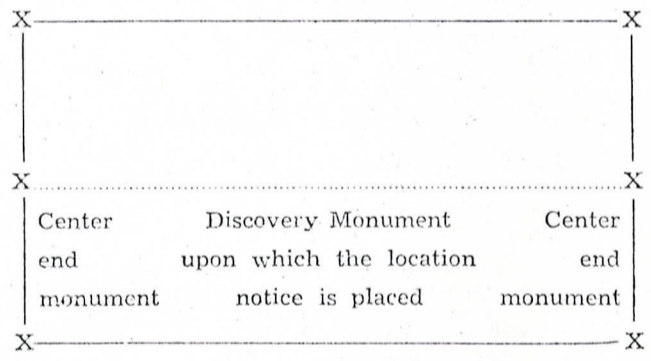 X X
X X
Center Discovery Monument Center
end upon which the location end
monument notice is placed monument
X X